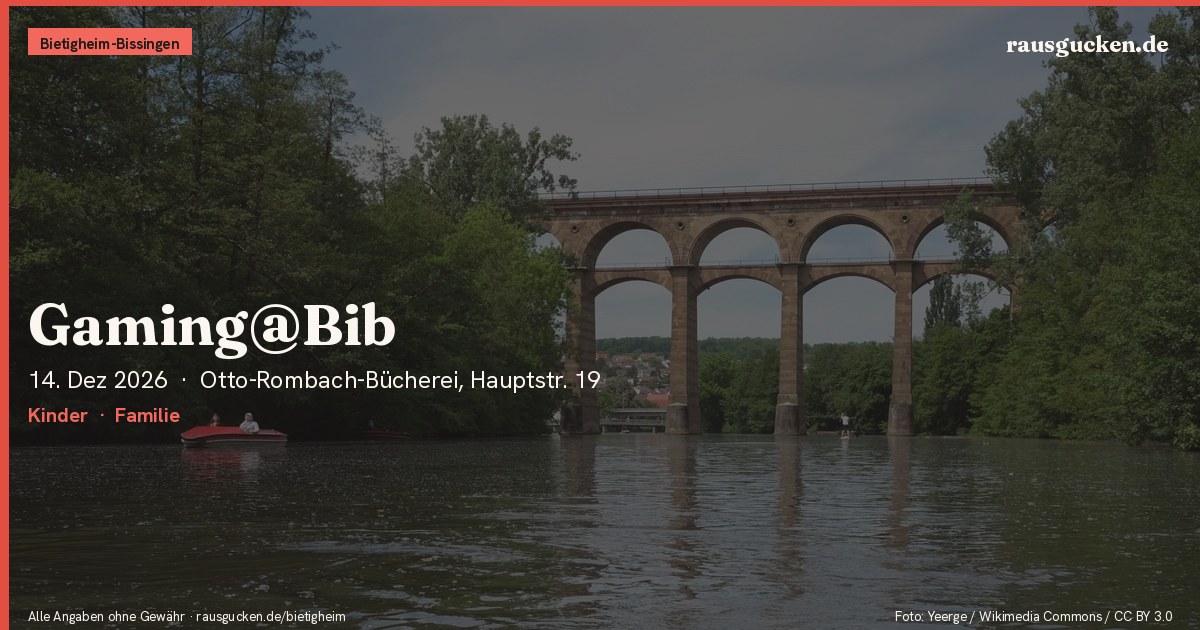 Bietigheim-Bissingen
rausgucken.de
Gaming@Bib
14. Dez 2026 · Otto-Rombach-Bücherei, Hauptstr. 19
Kinder · Familie
Alle Angaben ohne Gewähr · rausgucken.de/bietigheim
Foto: Yeerge / Wikimedia Commons / CC BY 3.0